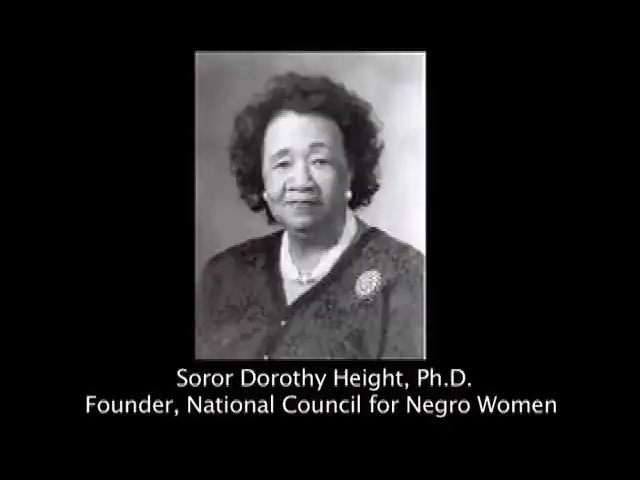 Soror Dorothy Height, Ph.D.
Founder, National Council for Negro Women